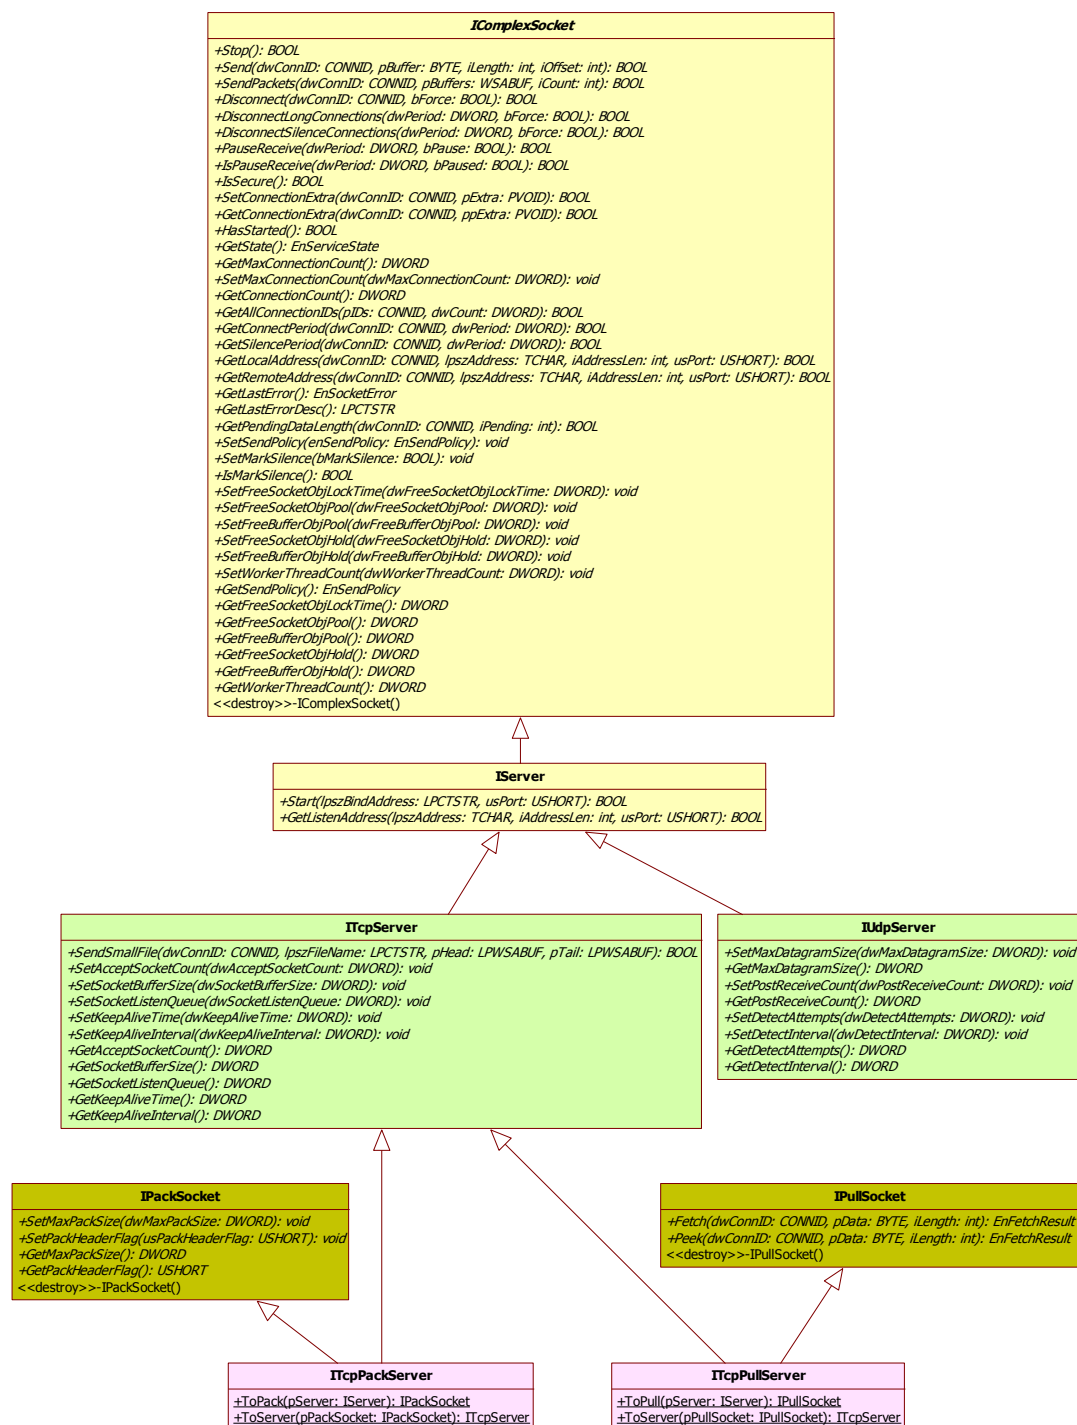 IComplexSocket
+Stop(): BOOL
+Send(dwConnID: CONNID, pBuffer: BYTE, iLength: int, iOffset: int): BOOL
+SendPackets(dwConnID: CONNID, pBuffers: WSABUF, iCount: int): BOOL
+Disconnect(dwConnID: CONNID, bForce: BOOL): BOOL
+DisconnectLongConnections(dwPeriod: DWORD, bForce: BOOL): BOOL
+DisconnectSilenceConnections(dwPeriod: DWORD, bForce: BOOL): BOOL
+PauseReceive(dwPeriod: DWORD, bPause: BOOL): BOOL
+IsPauseReceive(dwPeriod: DWORD, bPaused: BOOL): BOOL
+IsSecure(): BOOL
+SetConnectionExtra(dwConnID: CONNID, pExtra: PVOID): BOOL
+GetConnectionExtra(dwConnID: CONNID, ppExtra: PVOID): BOOL
+HasStarted(): BOOL
+GetState(): EnServiceState
+GetMaxConnectionCount(): DWORD
+SetMaxConnectionCount(dwMaxConnectionCount: DWORD): void
+GetConnectionCount(): DWORD
+GetAllConnectionIDs(pIDs: CONNID, dwCount: DWORD): BOOL
+GetConnectPeriod(dwConnID: CONNID, dwPeriod: DWORD): BOOL
+GetSilencePeriod(dwConnID: CONNID, dwPeriod: DWORD): BOOL
+GetLocalAddress(dwConnID: CONNID, lpszAddress: TCHAR, iAddressLen: int, usPort: USHORT): BOOL
+GetRemoteAddress(dwConnID: CONNID, lpszAddress: TCHAR, iAddressLen: int, usPort: USHORT): BOOL
+GetLastError(): EnSocketError
+GetLastErrorDesc(): LPCTSTR
+GetPendingDataLength(dwConnID: CONNID, iPending: int): BOOL
+SetSendPolicy(enSendPolicy: EnSendPolicy): void
+SetMarkSilence(bMarkSilence: BOOL): void
+IsMarkSilence(): BOOL
+SetFreeSocketObjLockTime(dwFreeSocketObjLockTime: DWORD): void
+SetFreeSocketObjPool(dwFreeSocketObjPool: DWORD): void
+SetFreeBufferObjPool(dwFreeBufferObjPool: DWORD): void
+SetFreeSocketObjHold(dwFreeSocketObjHold: DWORD): void
+SetFreeBufferObjHold(dwFreeBufferObjHold: DWORD): void
+SetWorkerThreadCount(dwWorkerThreadCount: DWORD): void
+GetSendPolicy(): EnSendPolicy
+GetFreeSocketObjLockTime(): DWORD
+GetFreeSocketObjPool(): DWORD
+GetFreeBufferObjPool(): DWORD
+GetFreeSocketObjHold(): DWORD
+GetFreeBufferObjHold(): DWORD
+GetWorkerThreadCount(): DWORD
<<destroy>>-IComplexSocket()
IServer
+Start(lpszBindAddress: LPCTSTR, usPort: USHORT): BOOL
+GetListenAddress(lpszAddress: TCHAR, iAddressLen: int, usPort: USHORT): BOOL
ITcpServer
+SendSmallFile(dwConnID: CONNID, lpszFileName: LPCTSTR, pHead: LPWSABUF, pTail: LPWSABUF): BOOL
+SetAcceptSocketCount(dwAcceptSocketCount: DWORD): void
+SetSocketBufferSize(dwSocketBufferSize: DWORD): void
+SetSocketListenQueue(dwSocketListenQueue: DWORD): void
+SetKeepAliveTime(dwKeepAliveTime: DWORD): void
+SetKeepAliveInterval(dwKeepAliveInterval: DWORD): void
+GetAcceptSocketCount(): DWORD
+GetSocketBufferSize(): DWORD
+GetSocketListenQueue(): DWORD
+GetKeepAliveTime(): DWORD
+GetKeepAliveInterval(): DWORD
IUdpServer
+SetMaxDatagramSize(dwMaxDatagramSize: DWORD): void
+GetMaxDatagramSize(): DWORD
+SetPostReceiveCount(dwPostReceiveCount: DWORD): void
+GetPostReceiveCount(): DWORD
+SetDetectAttempts(dwDetectAttempts: DWORD): void
+SetDetectInterval(dwDetectInterval: DWORD): void
+GetDetectAttempts(): DWORD
+GetDetectInterval(): DWORD
IPackSocket
+SetMaxPackSize(dwMaxPackSize: DWORD): void
+SetPackHeaderFlag(usPackHeaderFlag: USHORT): void
+GetMaxPackSize(): DWORD
+GetPackHeaderFlag(): USHORT
<<destroy>>-IPackSocket()
IPullSocket
+Fetch(dwConnID: CONNID, pData: BYTE, iLength: int): EnFetchResult
+Peek(dwConnID: CONNID, pData: BYTE, iLength: int): EnFetchResult
<<destroy>>-IPullSocket()
ITcpPackServer
+ToPack(pServer: IServer): IPackSocket
+ToServer(pPackSocket: IPackSocket): ITcpServer
ITcpPullServer
+ToPull(pServer: IServer): IPullSocket
+ToServer(pPullSocket: IPullSocket): ITcpServer